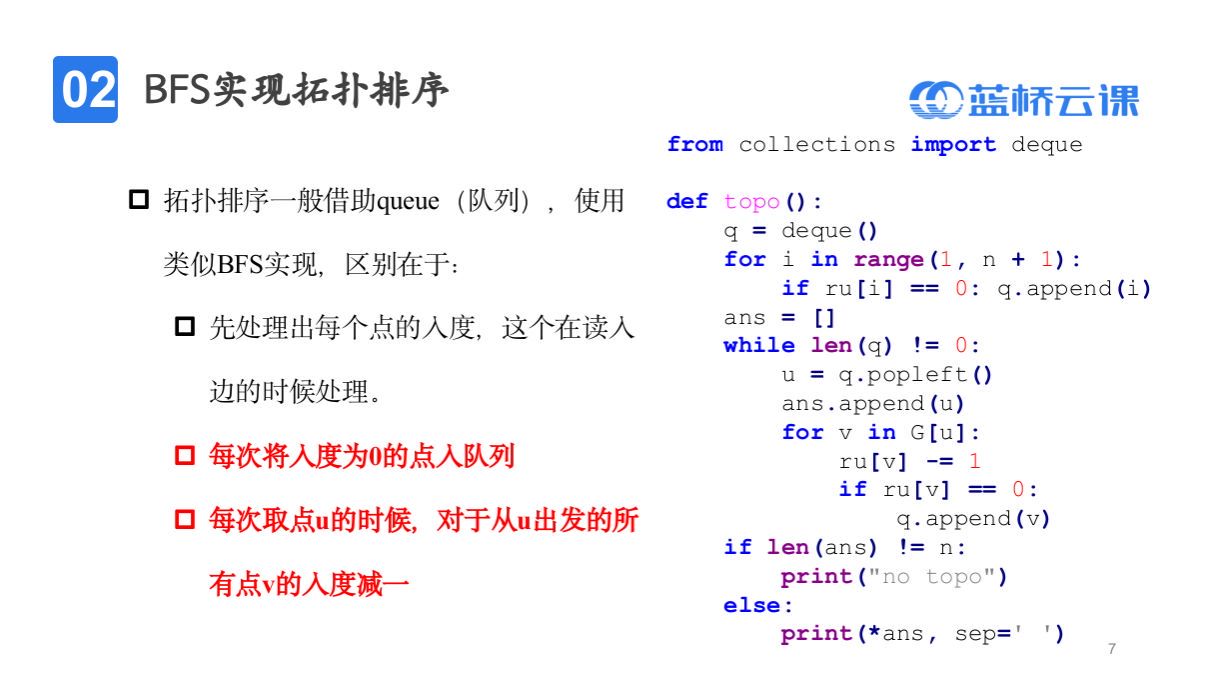 02 BFS实现拓扑排序
蓝桥云课
拓扑排序一般借助queue（队列），使用
类似BFS实现，区别在于：
先处理出每个点的入度，这个在读入
边的时候处理。
每次将入度为0的点入队列
每次取点u的时候，对于从u出发的所
有点v的入度减一
from collections import deque
def topo():
    q = deque()
    for i in range(1, n + 1):
        if ru[i] == 0: q.append(i)
    ans = []
    while len(q) != 0:
        u = q.popleft()
        ans.append(u)
        for v in G[u]:
            ru[v] -= 1
            if ru[v] == 0:
                q.append(v)
    if len(ans) != n:
        print("no topo")
    else:
        print(*ans, sep=' ')
7